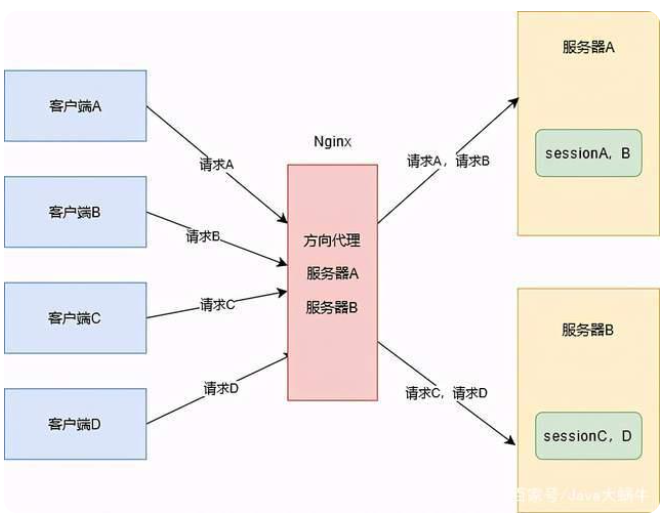 客户端A
客户端B
客户端C
客户端D
请求A
请求B
请求C
请求D
Nginx
方向代理
服务器A
服务器B
请求A，请求B
请求C，请求D
服务器A
sessionA，B
服务器B
sessionC，D
百家号/Java大蜗牛